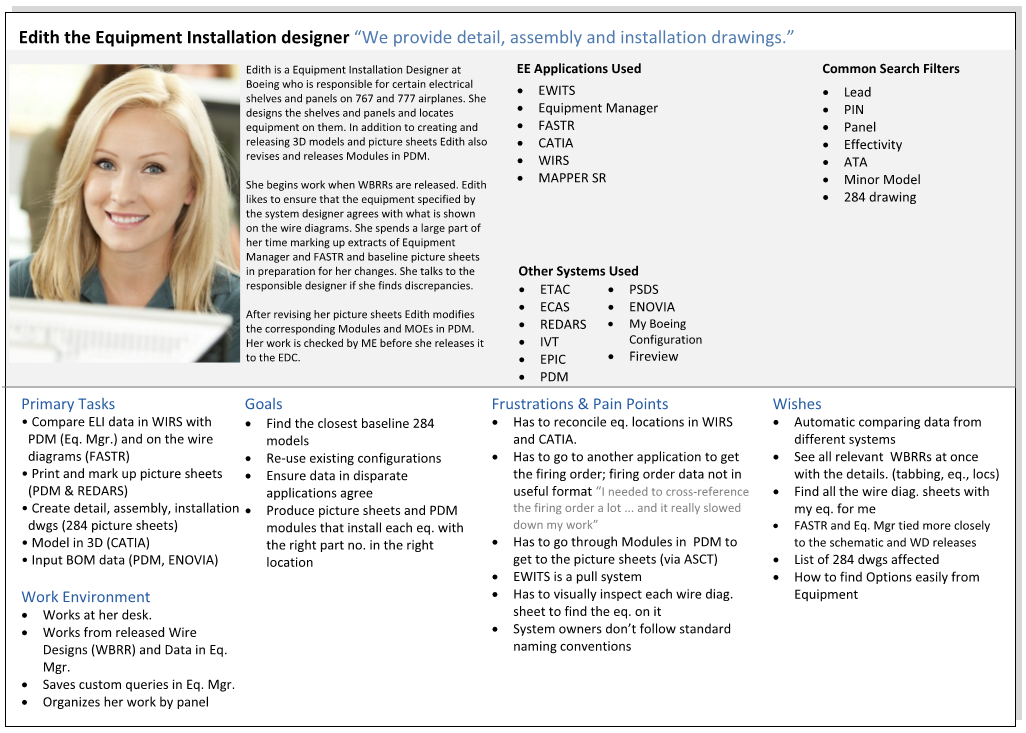 Edith the Equipment Installation designer “We provide detail, assembly and installation drawings.”
Edith is a Equipment Installation Designer at
Boeing who is responsible for certain electrical
shelves and panels on 767 and 777 airplanes. She
designs the shelves and panels and locates
equipment on them. In addition to creating and
releasing 3D models and picture sheets Edith also
revises and releases Modules in PDM.
She begins work when WBRRs are released. Edith
likes to ensure that the equipment specified by
the system designer agrees with what is shown
on the wire diagrams. She spends a large part of
her time marking up extracts of Equipment
Manager and FASTR and baseline picture sheets
in preparation for her changes. She talks to the
responsible designer if she finds discrepancies.
After revising her picture sheets Edith modifies
the corresponding Modules and MOEs in PDM.
Her work is checked by ME before she releases it
to the EDC.
EE Applications Used
• EWITS
• Equipment Manager
• FASTR
• CATIA
• WIRS
• MAPPER SR
Common Search Filters
• Lead
• PIN
• Panel
• Effectivity
• ATA
• Minor Model
• 284 drawing
Other Systems Used
• ETAC
• ECAS
• REDARS
• IVT
• EPIC
• PDM
• PSDS
• ENOVIA
• My Boeing
Configuration
• Fireview
Primary Tasks
• Compare ELI data in WIRS with
PDM (Eq. Mgr.) and on the wire
diagrams (FASTR)
• Print and mark up picture sheets
(PDM & REDARS)
• Create detail, assembly, installation
dwgs (284 picture sheets)
• Model in 3D (CATIA)
• Input BOM data (PDM, ENOVIA)
Work Environment
• Works at her desk.
• Works from released Wire
Designs (WBRR) and Data in Eq.
Mgr.
• Saves custom queries in Eq. Mgr.
• Organizes her work by panel
Goals
• Find the closest baseline 284
models
• Re-use existing configurations
• Ensure data in disparate
applications agree
• Produce picture sheets and PDM
modules that install each eq. with
the right part no. in the right
location
Frustrations & Pain Points
• Has to reconcile eq. locations in WIRS
and CATIA.
• Has to go to another application to get
the firing order; firing order data not in
useful format “I needed to cross-reference
the firing order a lot ... and it really slowed
down my work”
• Has to go through Modules in PDM to
get to the picture sheets (via ASCT)
• EWITS is a pull system
• Has to visually inspect each wire diag.
sheet to find the eq. on it
• System owners don’t follow standard
naming conventions
Wishes
• Automatic comparing data from
different systems
• See all relevant WBRRs at once
with the details. (tabbing, eq., locs)
• Find all the wire diag. sheets with
my eq. for me
• FASTR and Eq. Mgr tied more closely
to the schematic and WD releases
• List of 284 dwgs affected
• How to find Options easily from
Equipment